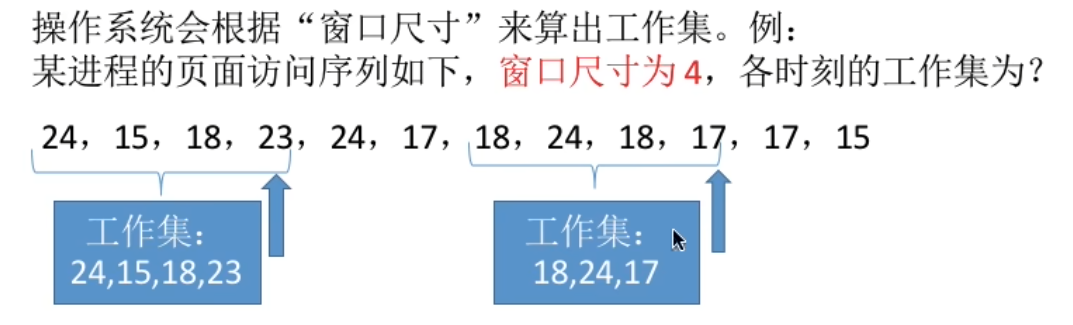 操作系统会根据“窗口尺寸”来算出工作集。例：
某进程的页面访问序列如下，窗口尺寸为4，各时刻的工作集为？
24，15，18，23，24，17，18，24，18，17，17，15
工作集：
24,15,18,23
工作集：
18,24,17